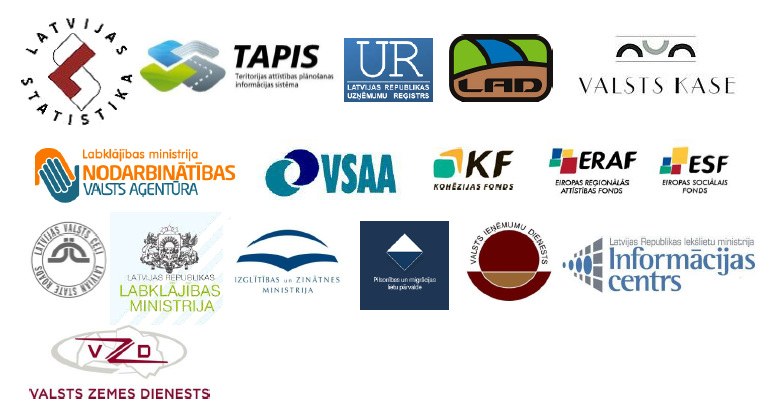 LATVIJAS
STATISTIKA
TAPIS
Teritorijas attīstības plānošanas
informācijas sistēma
UR
LATVIJAS REPUBLIKAS
UZŅĒMUMU REĢISTRS
LAD
VALSTS KASE
Labklājības ministrija
NODARBINĀTĪBAS
VALSTS AĢENTŪRA
VSAA
KF
KOHĒZIJAS FONDS
ERAF
EIROPAS REĢIONĀLĀS
ATTĪSTĪBAS FONDS
ESF
EIROPAS SOCIĀLAIS
FONDS
LATVIJAS VALSTS CEĻI
LATVIAN STATE ROADS
LATVIJAS REPUBLIKAS
LABKLĀJĪBAS
MINISTRIJA
IZGLĪTĪBAS UN ZINĀTNES
MINISTRIJA
Pilsonības un migrācijas
lietu pārvalde
VALSTS IEŅĒMUMU DIENESTS
Latvijas Republikas Iekšlietu ministrija
Informācijas
centrs
VZD
VALSTS ZEMES DIENESTS